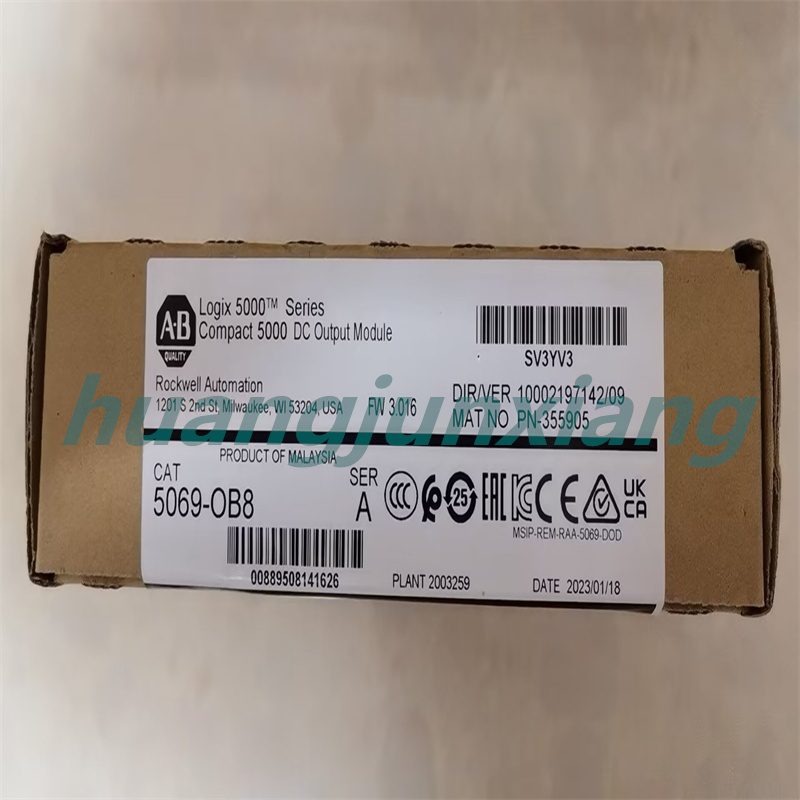 Logix 5000™ Series
Compact 5000 DC Output Module
A·B
QUALITY
SV3YV3
Rockwell Automation
1201 S 2nd St, Milwaukee, WI 53204, USA
FW 3.016
DIR/VER 10002197142/09
MAT NO PN-355905
huangjunxiang
PRODUCT OF MALAYSIA
CAT
5069-OB8
SER
A
CCC
25
EAC
KC
CE
UK
CA
MSIP-REM-RAA-5069-DOD
00889508141626
PLANT 2003259
DATE 2023/01/18